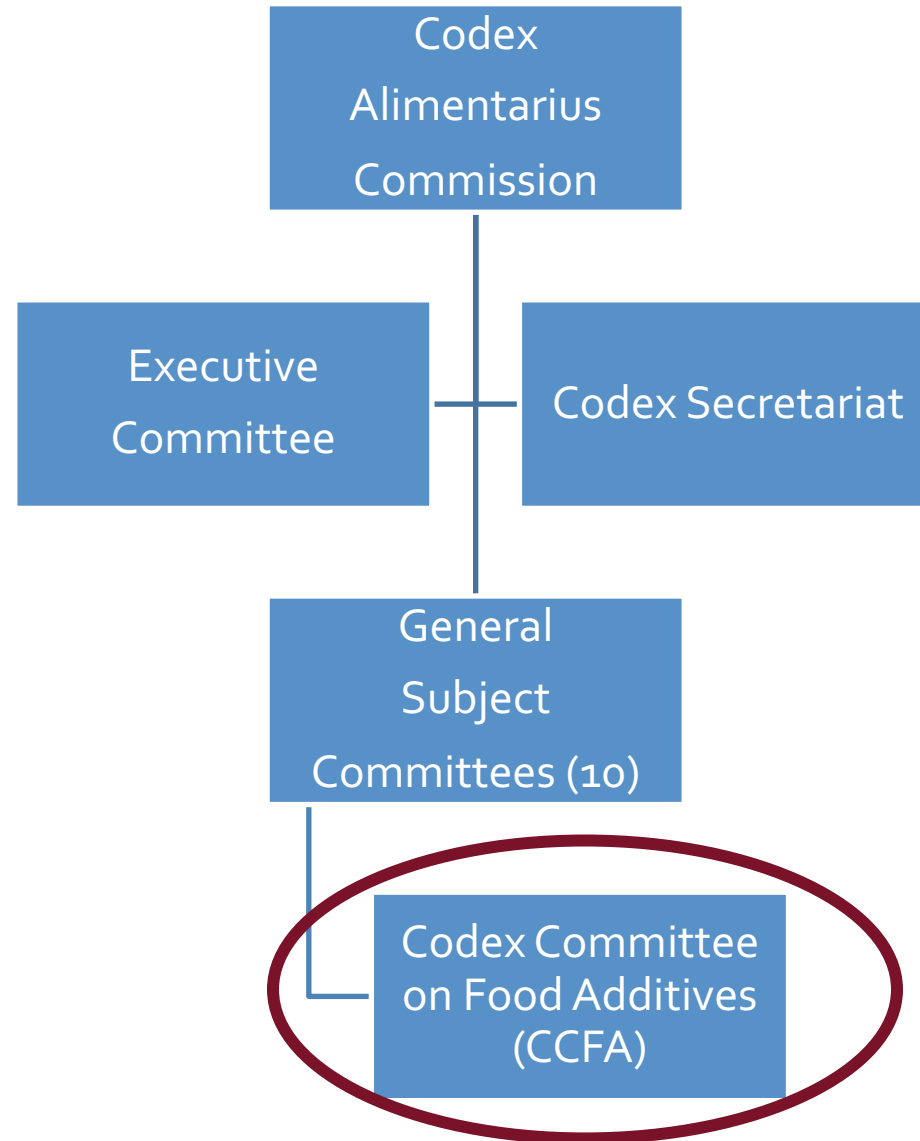 Codex
Alimentarius
Commission
Executive
Committee
Codex Secretariat
General
Subject
Committees (10)
Codex Committee
on Food Additives
(CCFA)